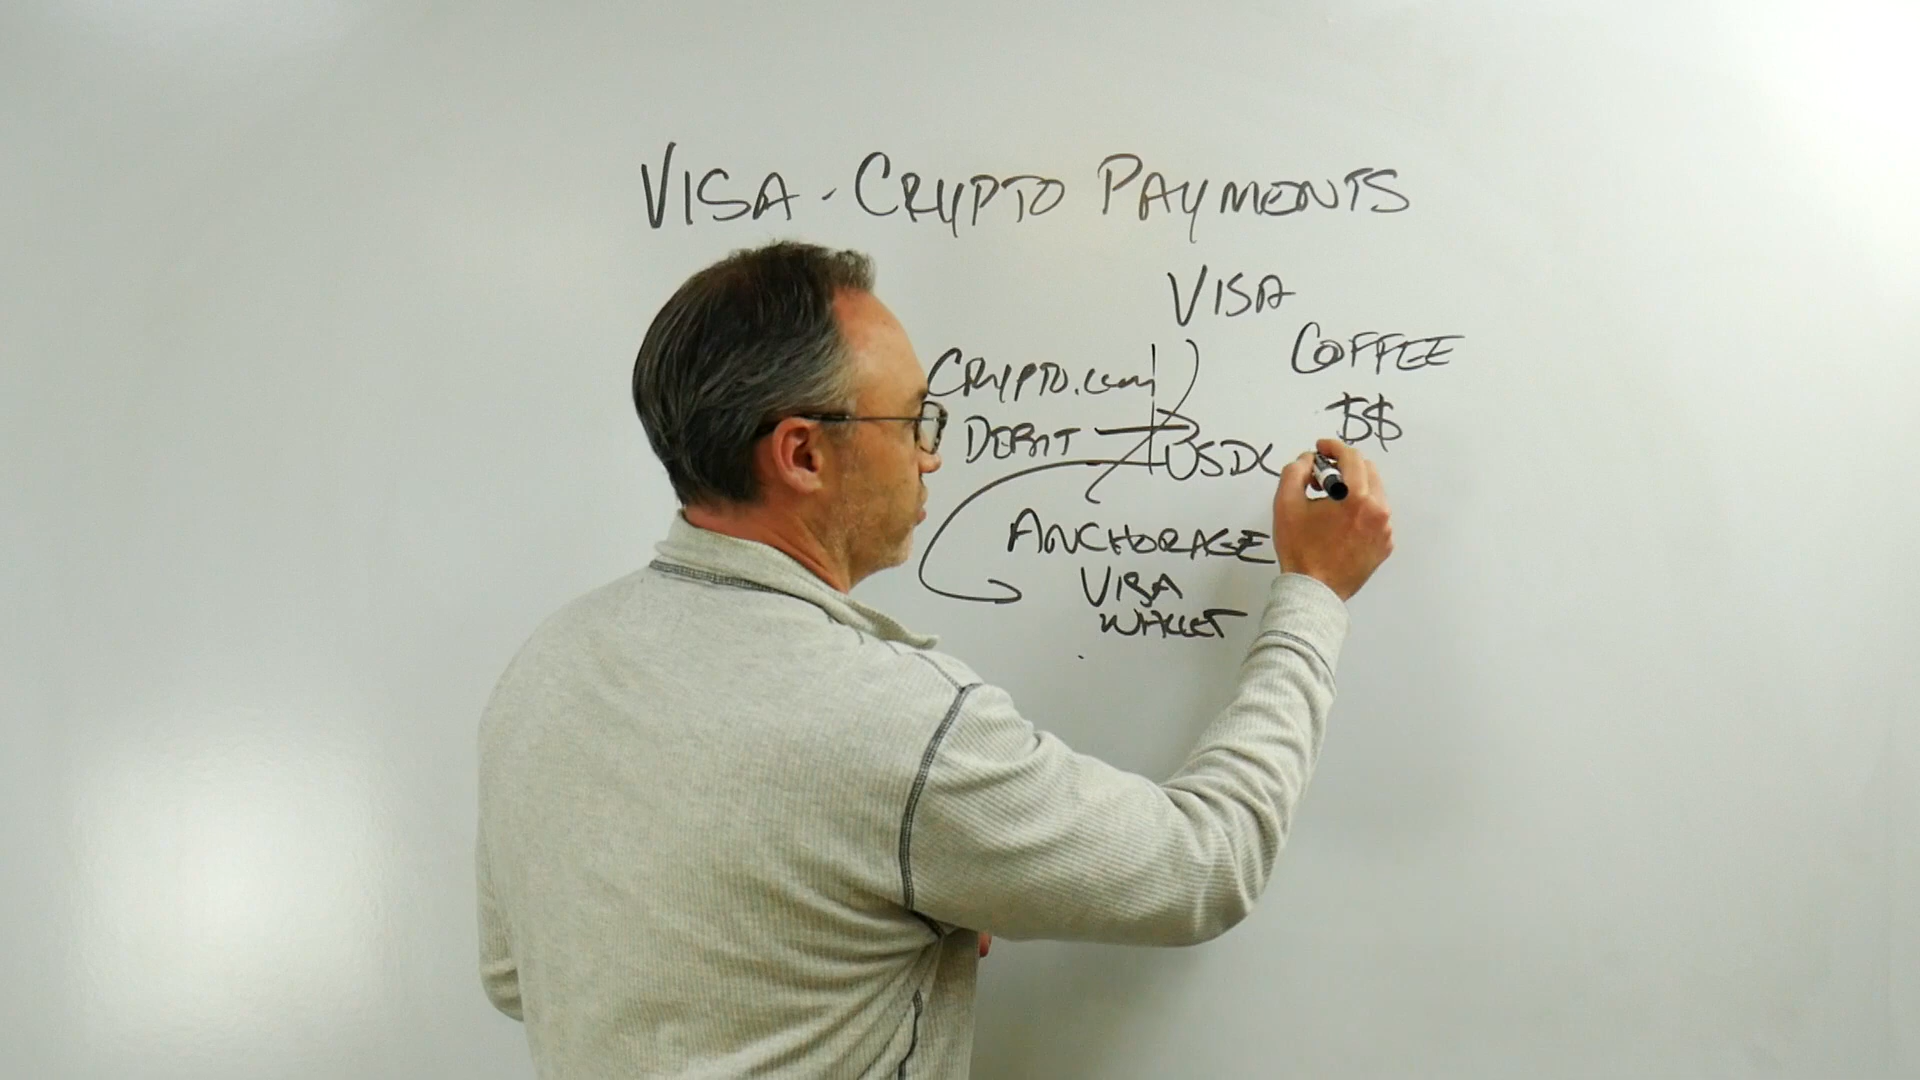 VISA - CRYPTO PAYMENTS
VISA
COFFEE
CRYPTO.com
$$
DEBIT
USDC
ANCHORAGE
VISA
WALLET